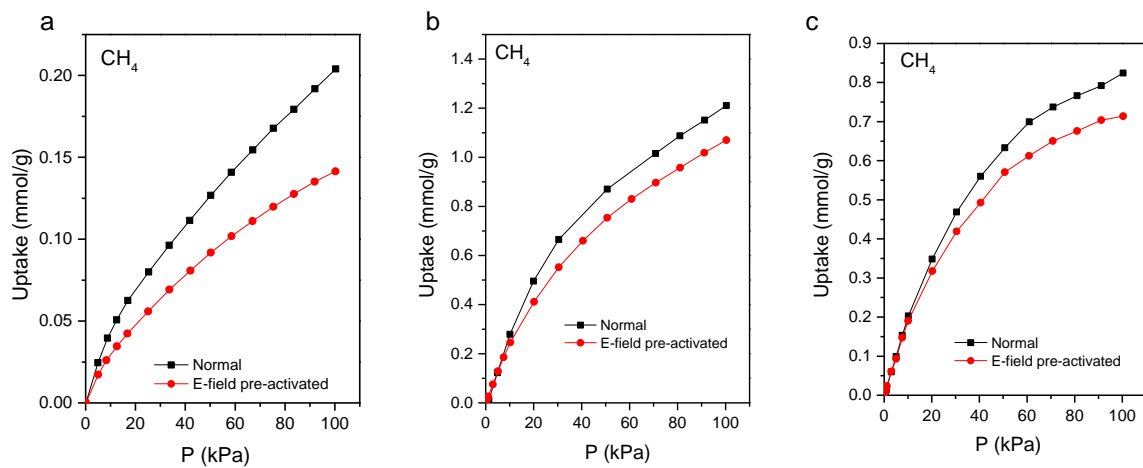 a
CH₄
0.20
0.15
0.10
0.05
0.00
Uptake (mmol/g)
Normal
E-field pre-activated
0 20 40 60 80 100
P (kPa)
b
CH₄
1.4
1.2
1.0
0.8
0.6
0.4
0.2
0.0
Uptake (mmol/g)
Normal
E-field pre-activated
0 20 40 60 80 100
P (kPa)
c
CH₄
0.9
0.8
0.7
0.6
0.5
0.4
0.3
0.2
0.1
0.0
Uptake (mmol/g)
Normal
E-field pre-activated
0 20 40 60 80 100
P (kPa)